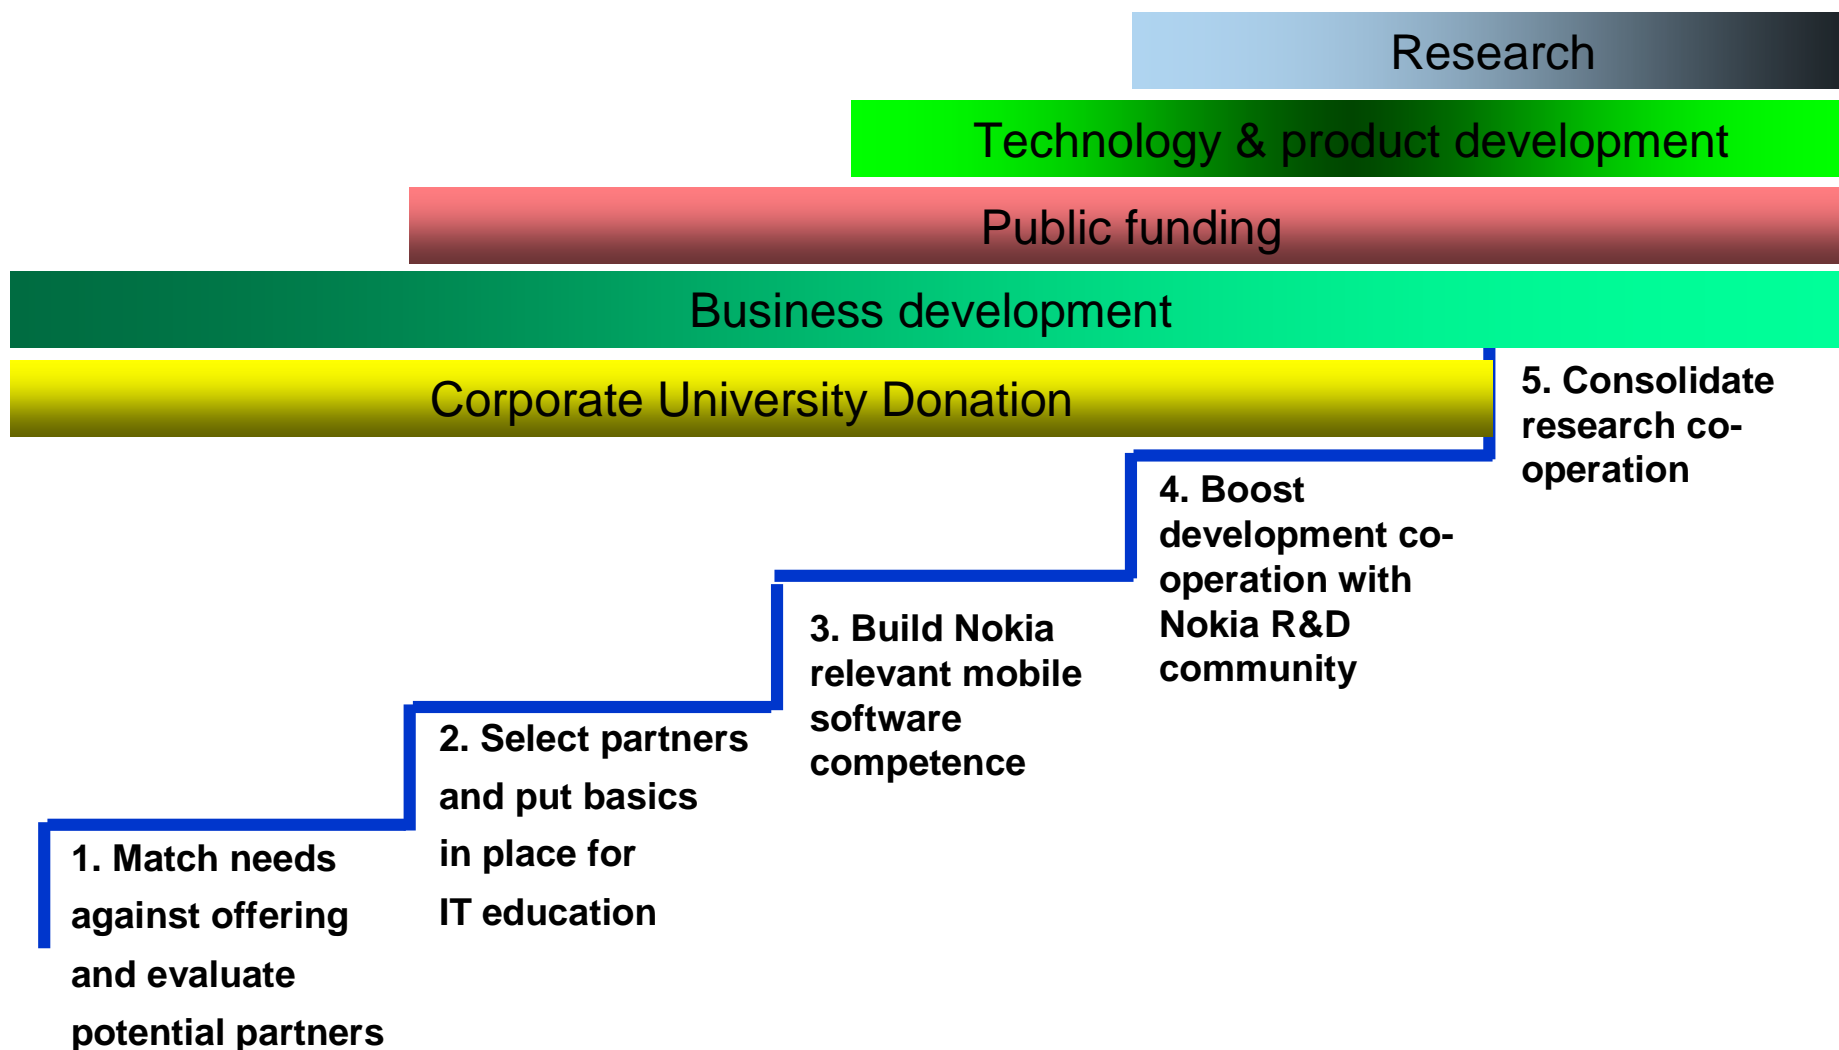 Research
Technology & product development
Public funding
Business development
Corporate University Donation
5. Consolidate
research co-
operation
4. Boost
development co-
operation with
Nokia R&D
community
3. Build Nokia
relevant mobile
software
competence
2. Select partners
and put basics
in place for
IT education
1. Match needs
against offering
and evaluate
potential partners